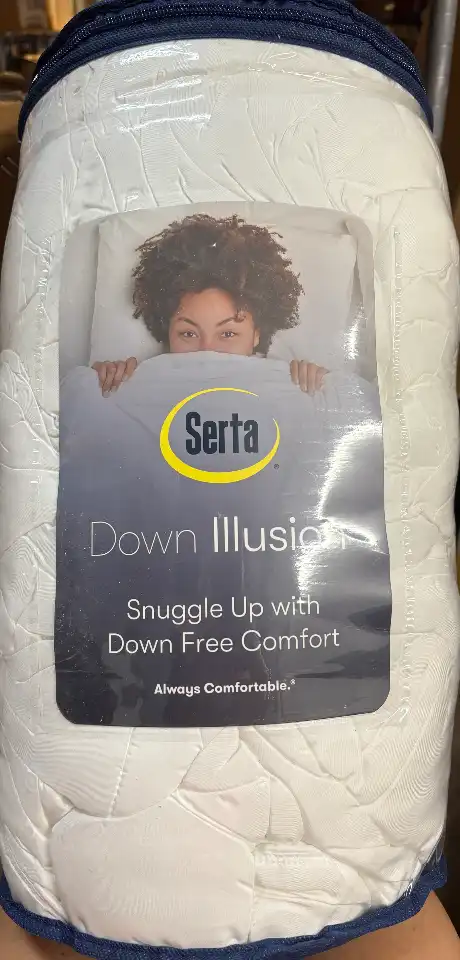 Serta
Down Illusion
Snuggle Up with
Down Free Comfort
Always Comfortable.®